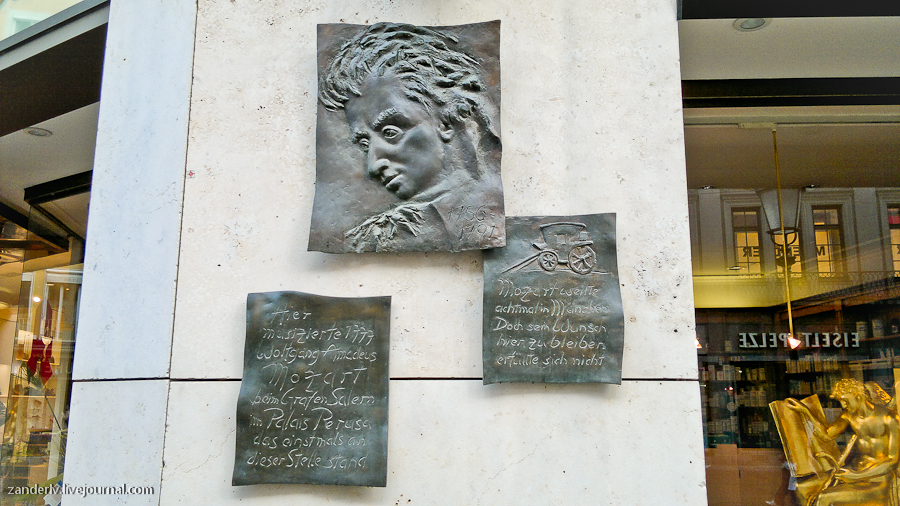 1756
1791
Mozart weilte
achtmal in München
Doch sein Wunsch
hier zu bleiben
erfüllte sich nicht
Hier
musizierte 1777
Wolfgang Amadeus
Mozart
beim Grafen Salern
im Palais Perusa
das einstmals an
dieser Stelle stand
EISELT PELZE
zanderlv.livejournal.com